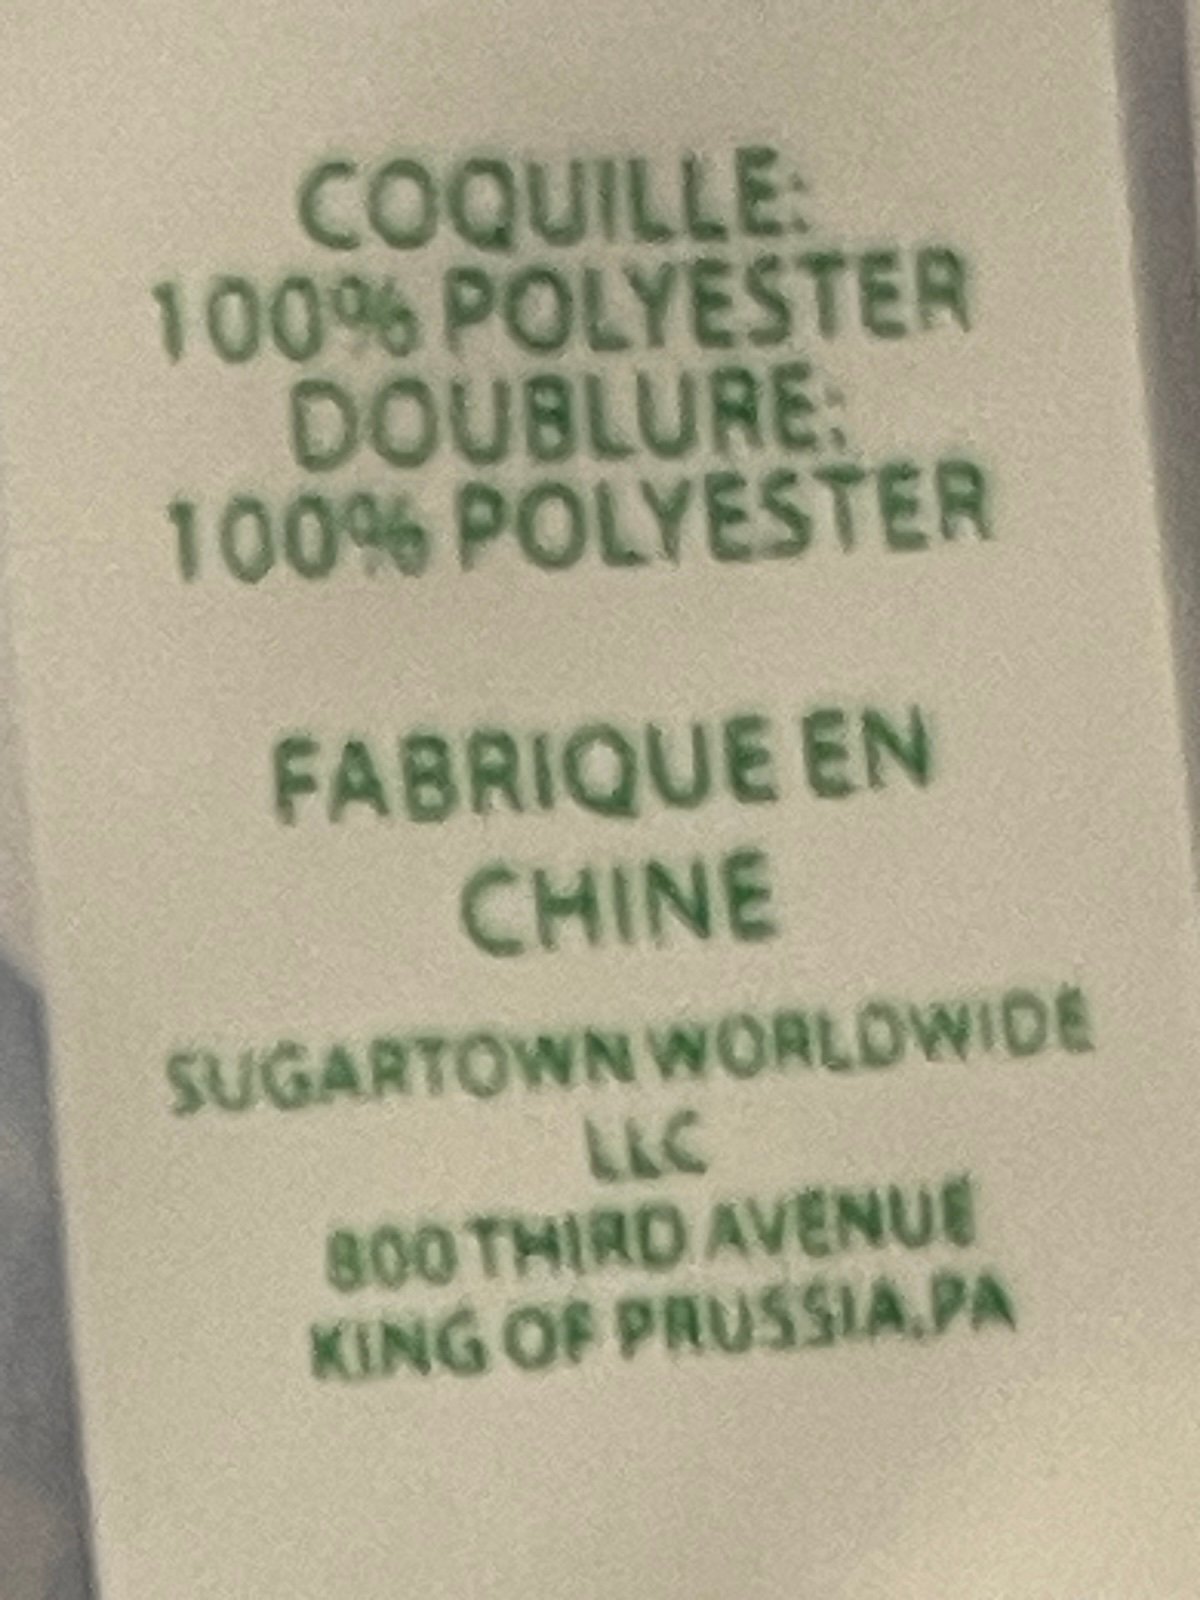 COQUILLE:
100% POLYESTER
DOUBLURE:
100% POLYESTER
FABRIQUE EN
CHINE
SUGARTOWN WORLDWIDE
LLC
800 THIRD AVENUE
KING OF PRUSSIA,PA